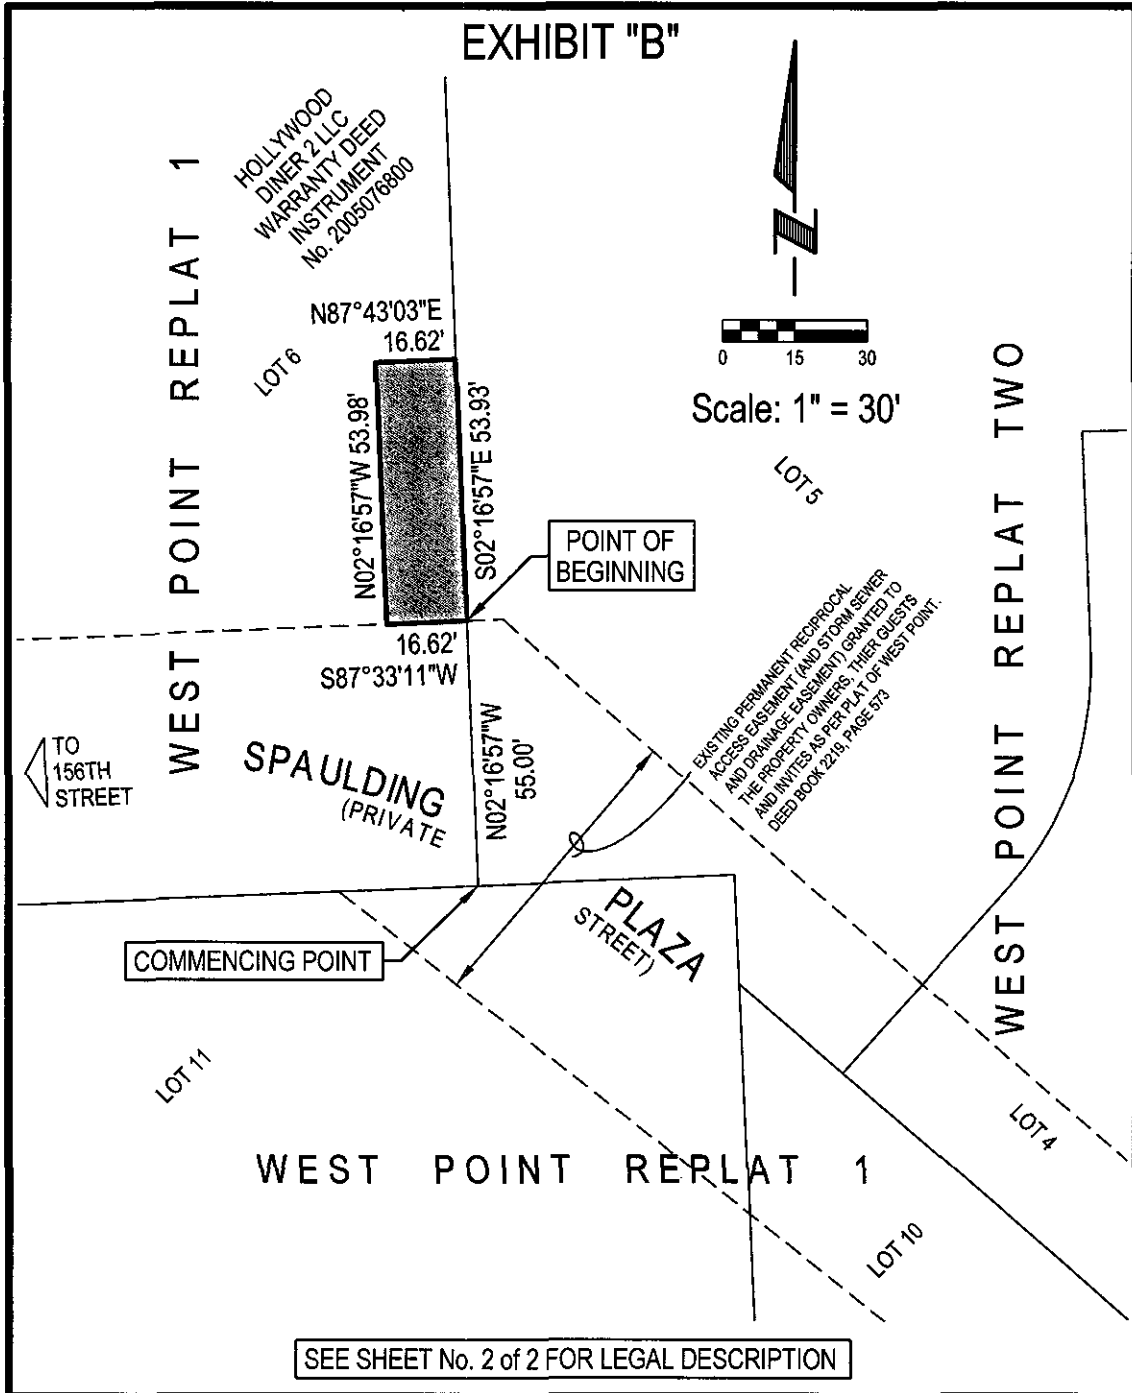 EXHIBIT "B"
HOLLYWOOD
DINER 2 LLC
WARRANTY DEED
INSTRUMENT
No. 2005076800
WEST POINT REPLAT 1
N87°43'03"E
16.62'
LOT 6
0 15 30
Scale: 1" = 30'
N02°16'57"W 53.98'
S02°16'57"E 53.93'
LOT 5
WEST POINT REPLAT TWO
POINT OF
BEGINNING
16.62'
S87°33'11"W
EXISTING PERMANENT RECIPROCAL
ACCESS EASEMENT (AND STORM SEWER
AND DRAINAGE EASEMENT) GRANTED TO
THE PROPERTY OWNERS, THIER GUESTS
AND INVITES AS PER PLAT OF WEST POINT.
DEED BOOK 2219, PAGE 573
TO
156TH
STREET
SPAULDING
(PRIVATE
N02°16'57"W
55.00'
PLAZA
STREET)
COMMENCING POINT
LOT 11
LOT 4
WEST POINT REPLAT 1
LOT 10
SEE SHEET No. 2 of 2 FOR LEGAL DESCRIPTION